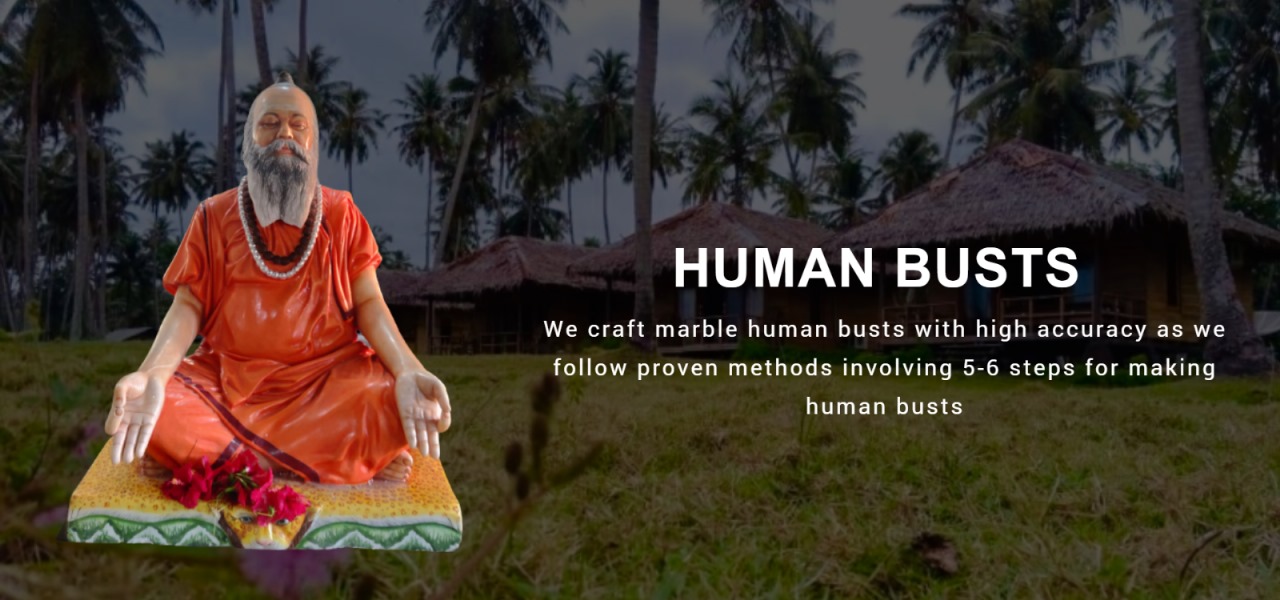 HUMAN BUSTS
We craft marble human busts with high accuracy as we
follow proven methods involving 5-6 steps for making
human busts